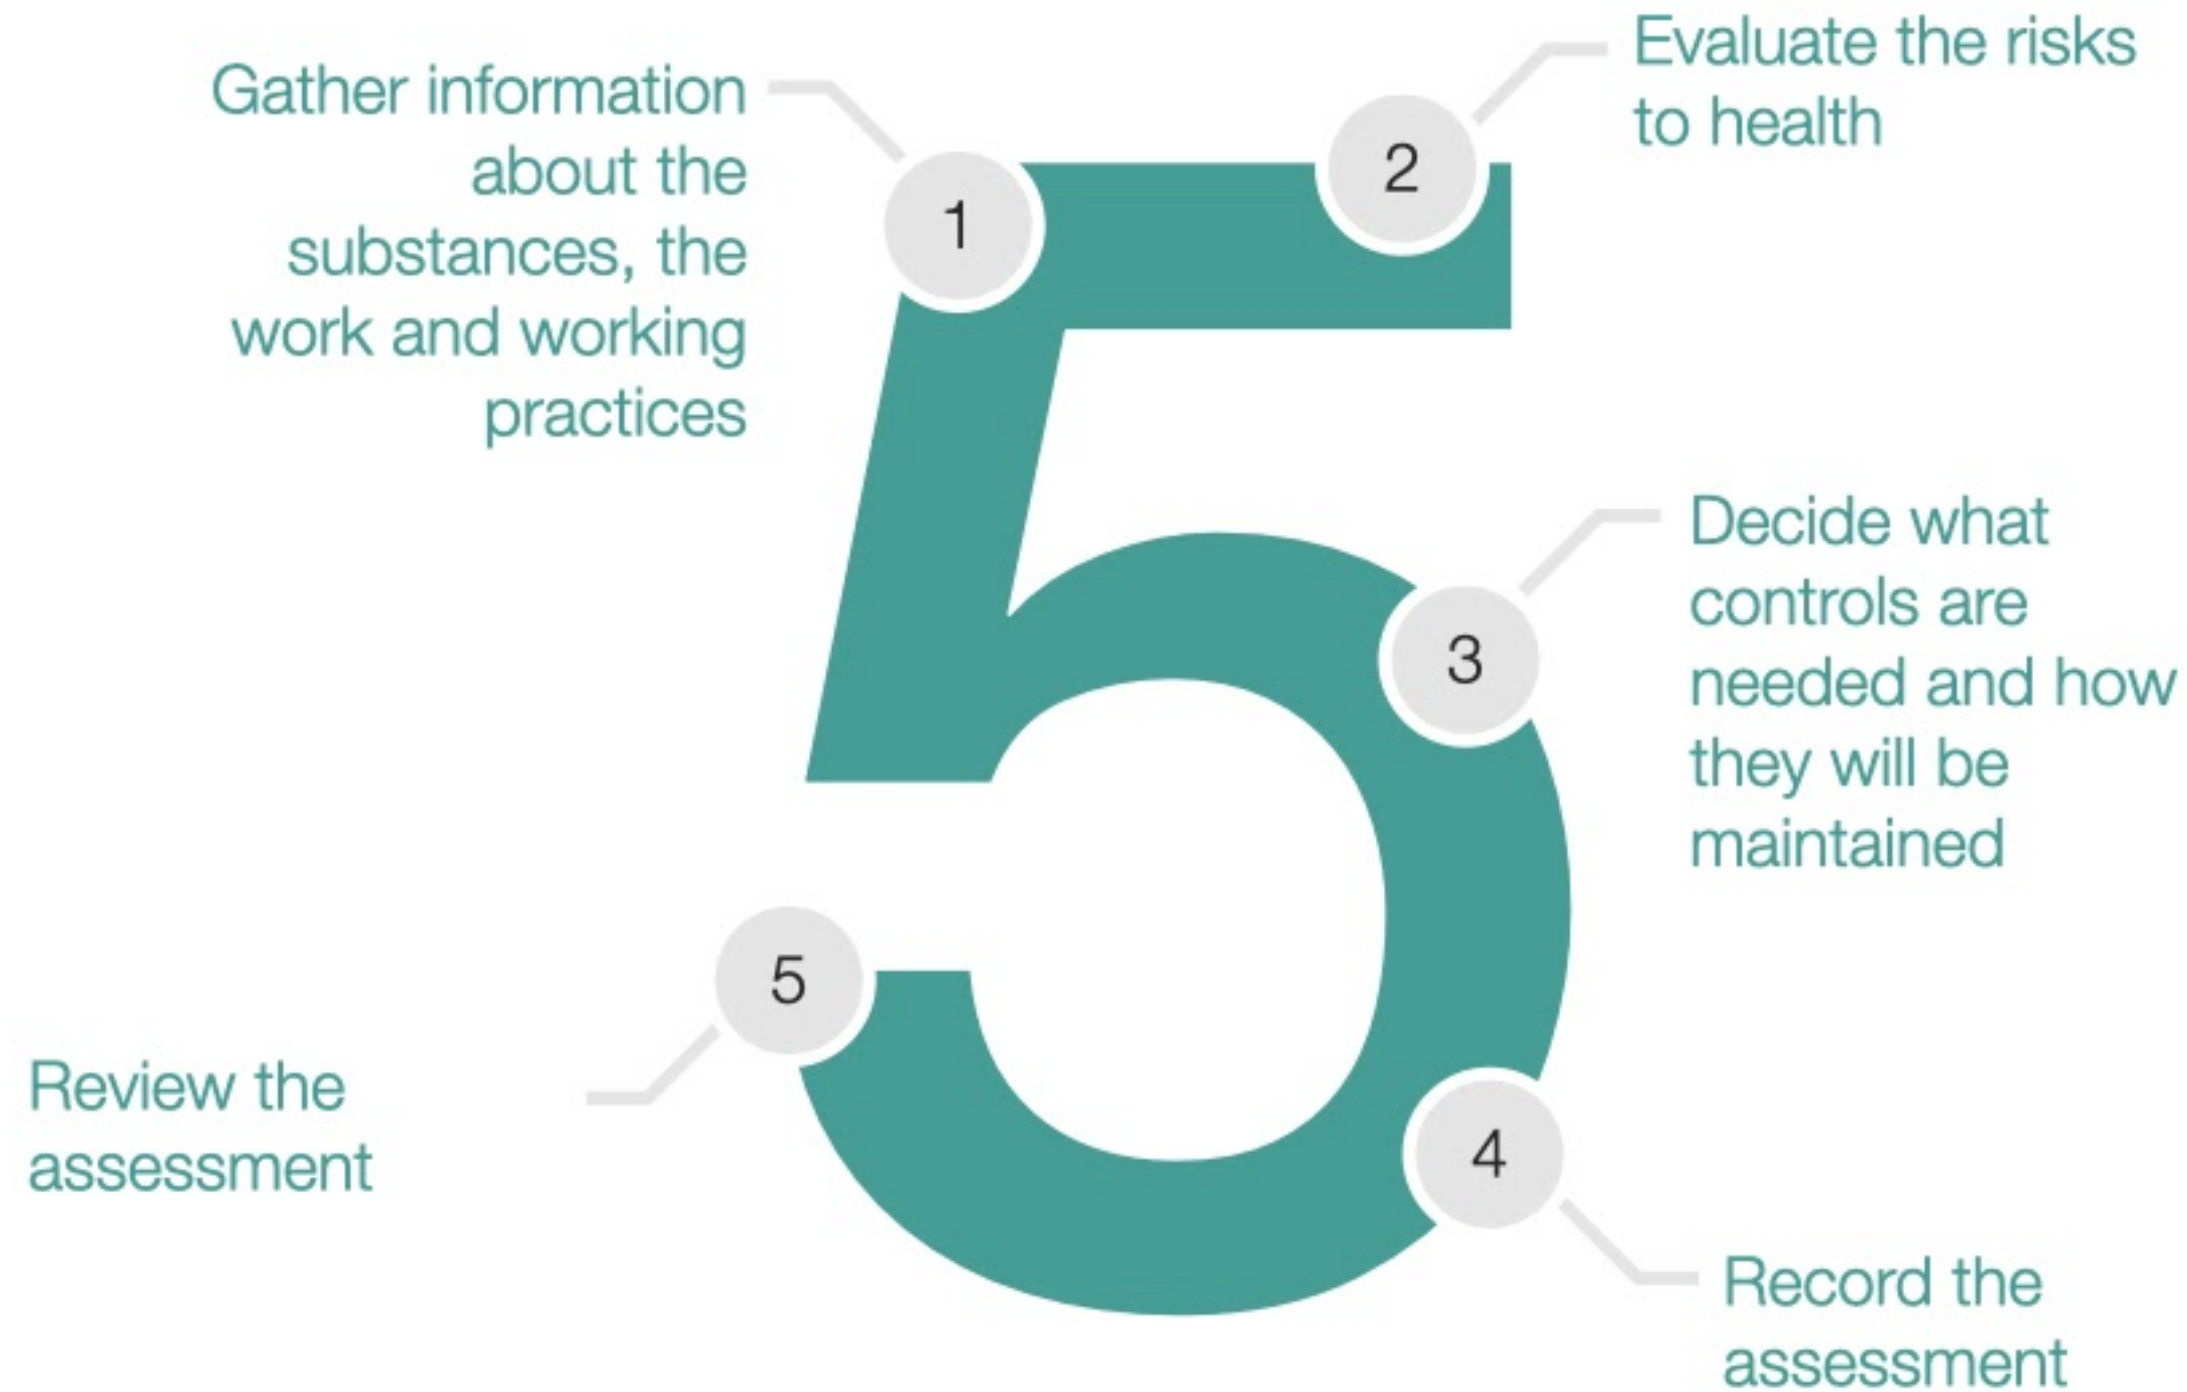 Gather information
about the
substances, the
work and working
practices
1
2
Evaluate the risks
to health
3
Decide what
controls are
needed and how
they will be
maintained
4
Record the
assessment
5
Review the
assessment